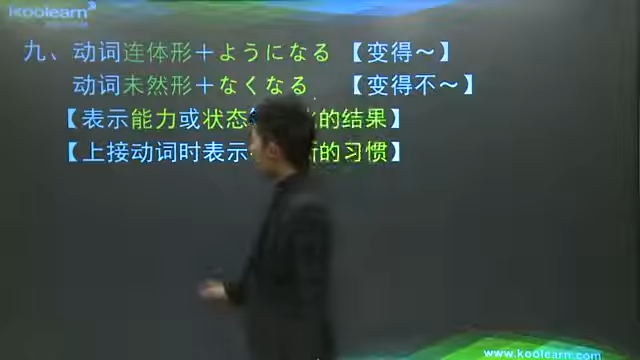 koolearn
九、动词连体形＋ようになる 【变得～】
动词未然形＋なくなる 【变得不～】
【表示能力或状态 的结果】
【上接动词时表示 的习惯】
www.koolearn.com